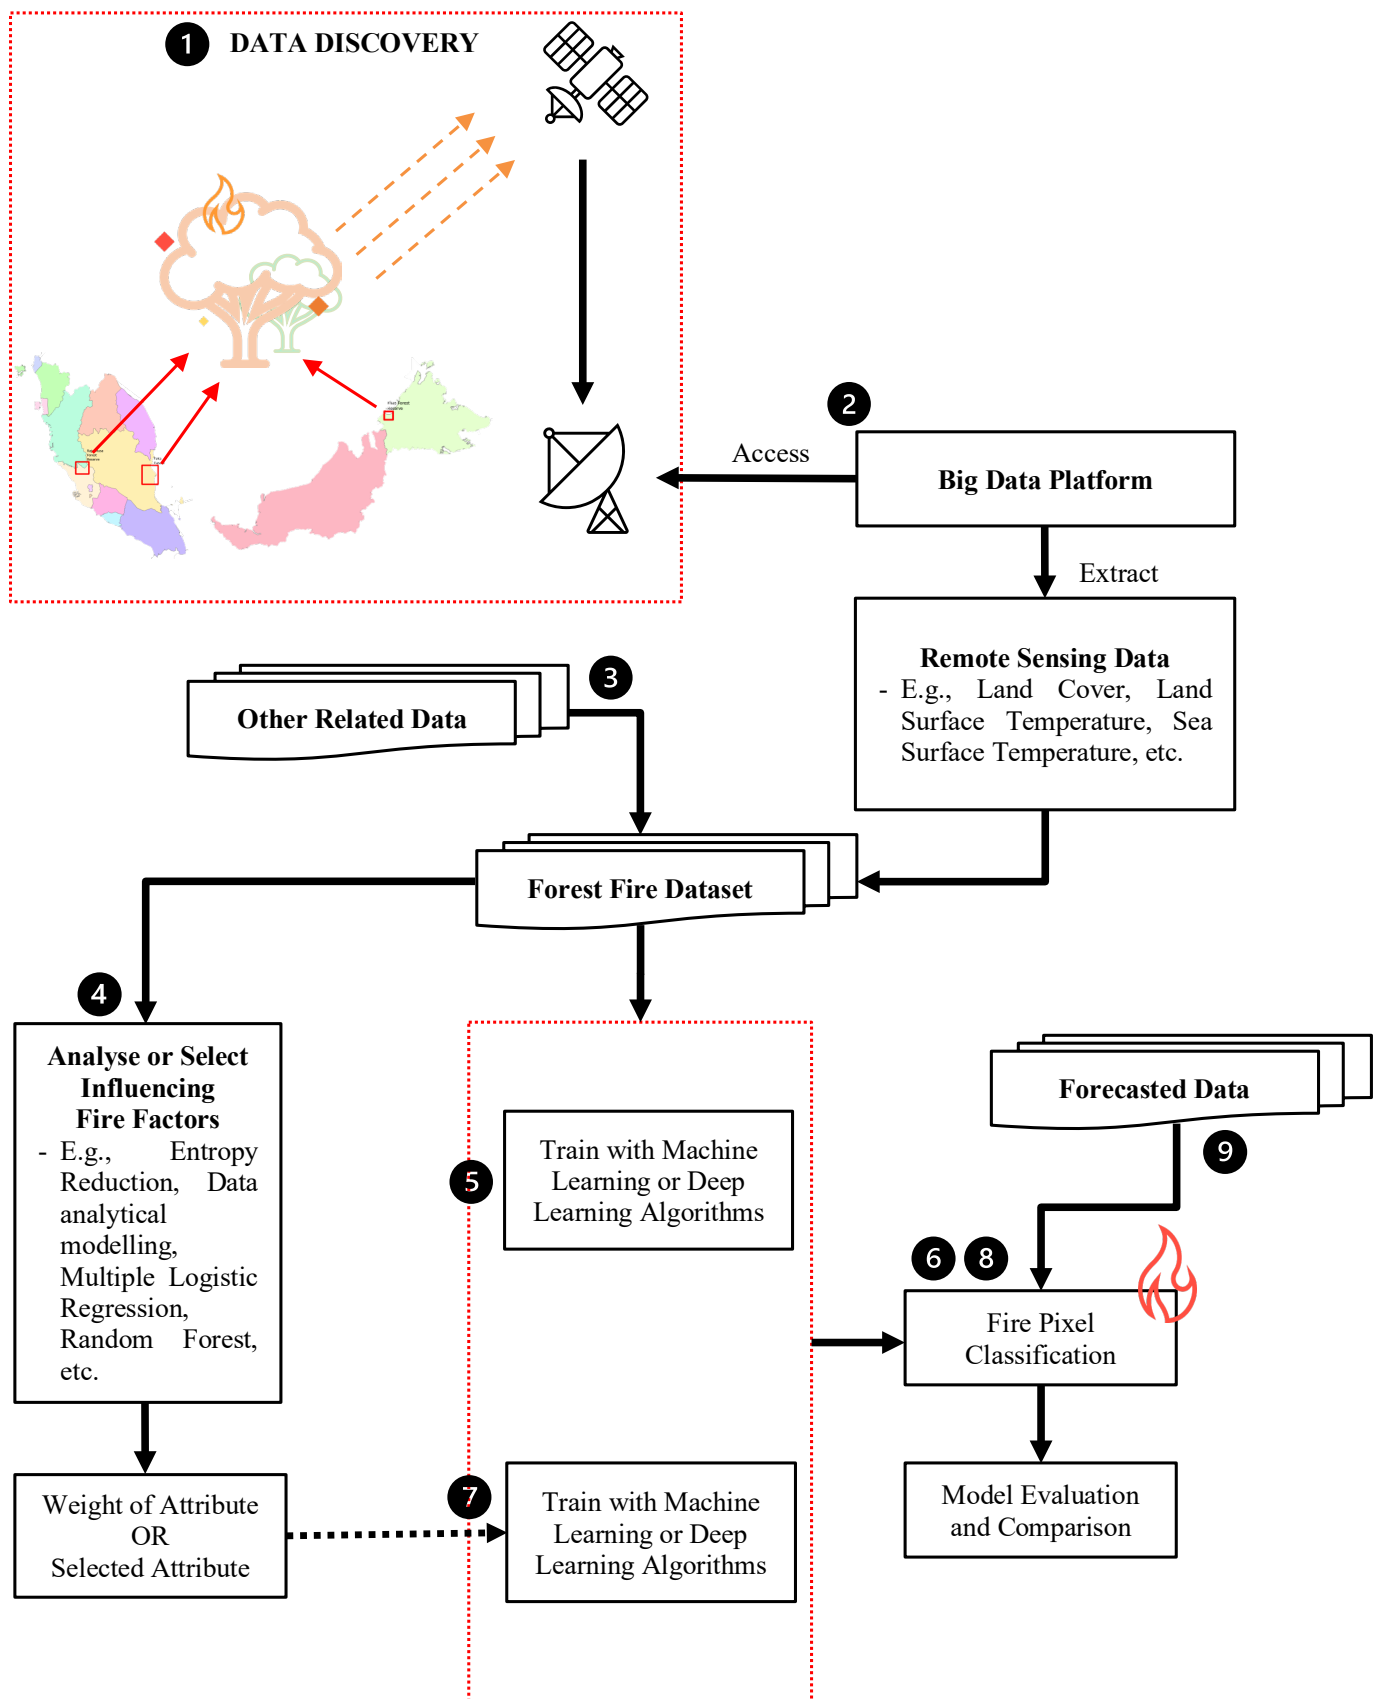 1 DATA DISCOVERY
2
Access
Big Data Platform
Extract
Remote Sensing Data
- E.g., Land Cover, Land
Surface Temperature, Sea
Surface Temperature, etc.
3
Other Related Data
Forest Fire Dataset
4
Analyse or Select
Influencing
Fire Factors
- E.g., Entropy
Reduction, Data
analytical
modelling,
Multiple Logistic
Regression,
Random Forest,
etc.
Weight of Attribute
OR
Selected Attribute
5
Train with Machine
Learning or Deep
Learning Algorithms
7
Train with Machine
Learning or Deep
Learning Algorithms
Forecasted Data
9
6 8
Fire Pixel
Classification
Model Evaluation
and Comparison